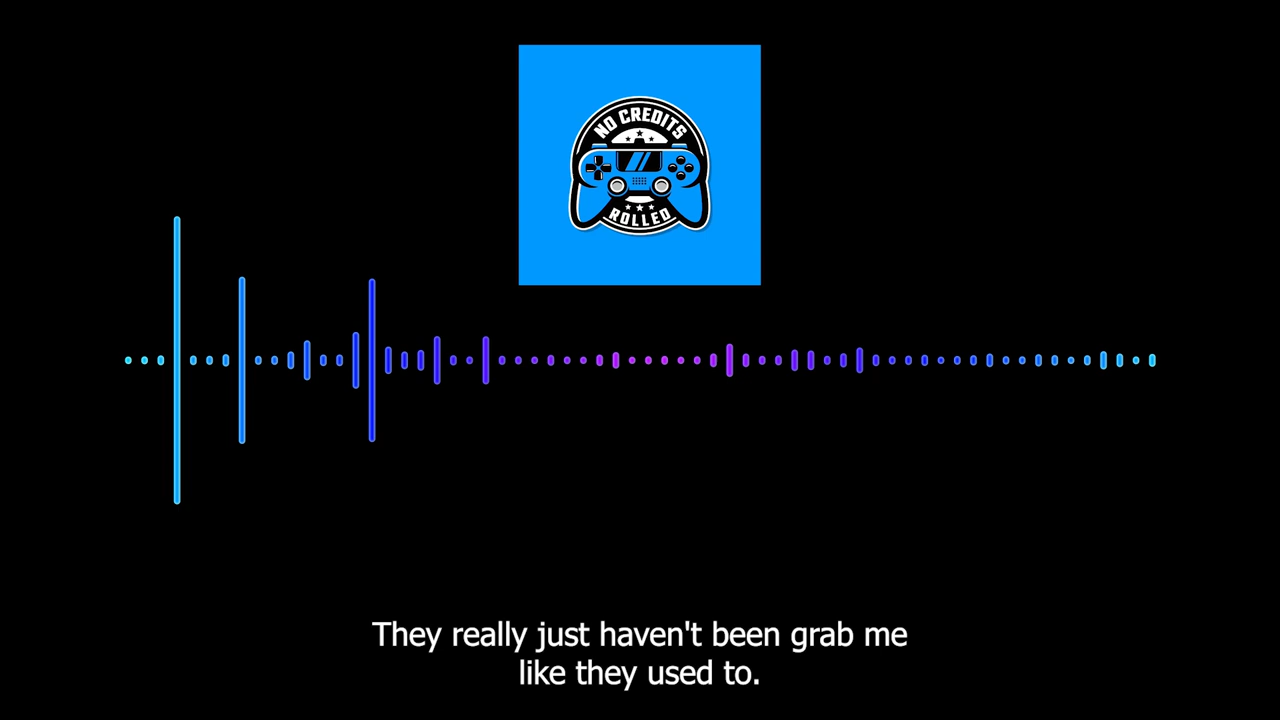 NO CREDITS
ROLLED
They really just haven't been grab me
like they used to.